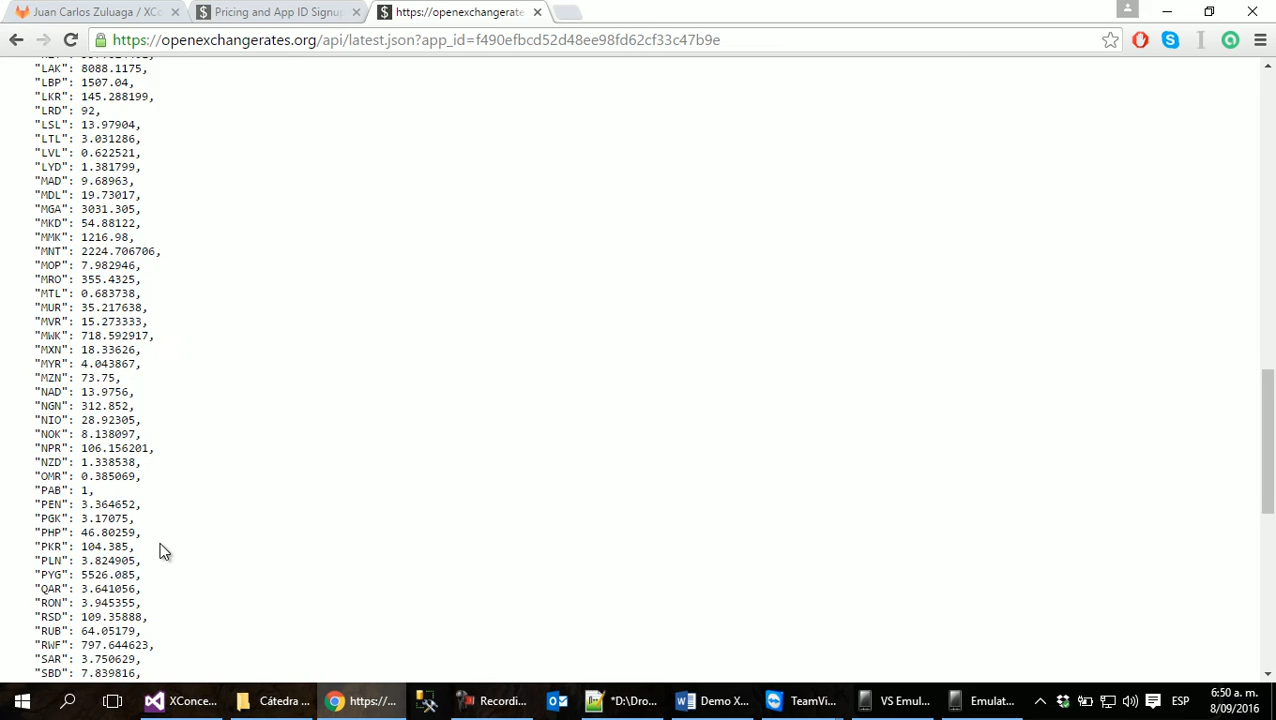 Juan Carlos Zuluaga / XCo
Pricing and App ID Signu
https://openexchangerate
https://openexchangerates.org/api/latest.json?app_id=f490efbcd52d48ee98fd62cf33c47b9e
"LAK": 8088.1175,
"LBP": 1507.04,
"LKR": 145.288199,
"LRD": 92,
"LSL": 13.97904,
"LTL": 3.031286,
"LVL": 0.622521,
"LYD": 1.381799,
"MAD": 9.68963,
"MDL": 19.73017,
"MGA": 3031.305,
"MKD": 54.88122,
"MMK": 1216.98,
"MNT": 2224.706706,
"MOP": 7.982946,
"MRO": 355.4325,
"MTL": 0.683738,
"MUR": 35.217638,
"MVR": 15.273333,
"MWK": 718.592917,
"MXN": 18.33626,
"MYR": 4.043867,
"MZN": 73.75,
"NAD": 13.9756,
"NGN": 312.852,
"NIO": 28.92305,
"NOK": 8.138097,
"NPR": 106.156201,
"NZD": 1.338538,
"OMR": 0.385069,
"PAB": 1,
"PEN": 3.364652,
"PGK": 3.17075,
"PHP": 46.80259,
"PKR": 104.385,
"PLN": 3.824905,
"PYG": 5526.085,
"QAR": 3.641056,
"RON": 3.945355,
"RSD": 109.35888,
"RUB": 64.05179,
"RWF": 797.644623,
"SAR": 3.750629,
"SBD": 7.839816,
XConce... Cátedra ... https://... Recordi... *D:\Dro... Demo X... TeamVi... VS Emul... Emulat... ESP 6:50 a. m.
8/09/2016